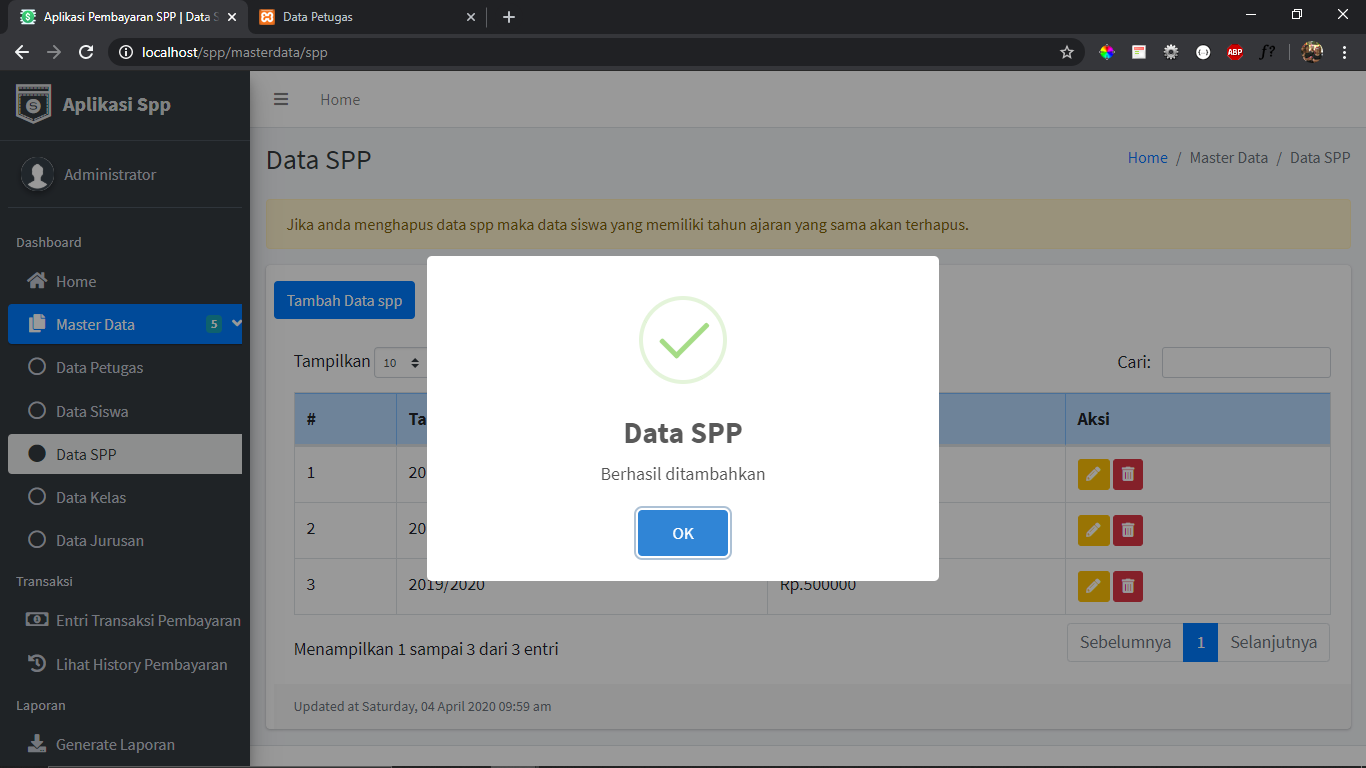 Aplikasi Pembayaran SPP | Data S
Data Petugas
localhost/spp/masterdata/spp
ABP
f?
Aplikasi Spp
Home
Administrator
Data SPP
Home / Master Data / Data SPP
Jika anda menghapus data spp maka data siswa yang memiliki tahun ajaran yang sama akan terhapus.
Dashboard
Home
Master Data 5
Data Petugas
Data Siswa
Data SPP
Data Kelas
Data Jurusan
Transaksi
Entri Transaksi Pembayaran
Lihat History Pembayaran
Laporan
Generate Laporan
Tambah Data spp
Tampilkan 10
Cari:
# Ta Aksi
1 20
2 20
3 2019/2020 Rp.500000
Data SPP
Berhasil ditambahkan
OK
Menampilkan 1 sampai 3 dari 3 entri
Sebelumnya 1 Selanjutnya
Updated at Saturday, 04 April 2020 09:59 am